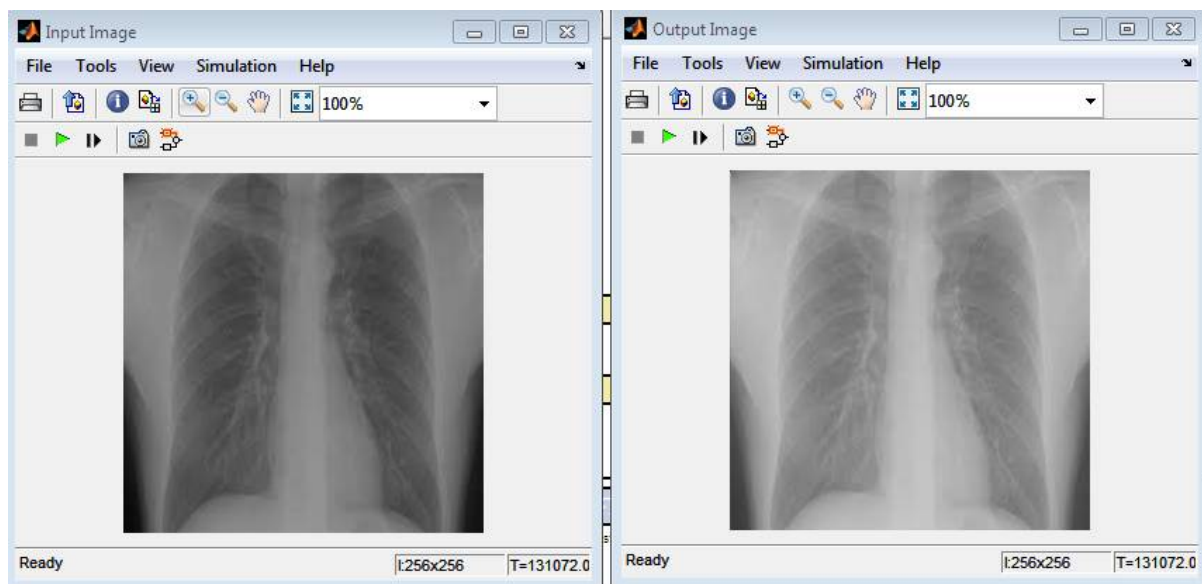 Input Image
File Tools View Simulation Help
100%
Ready I:256x256 T=131072.0
Output Image
File Tools View Simulation Help
100%
Ready I:256x256 T=131072.0